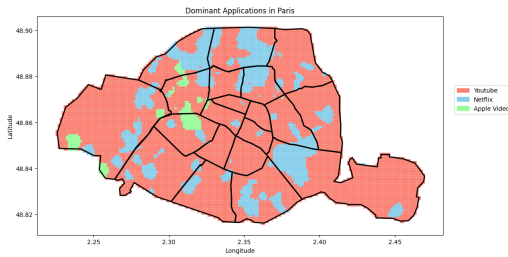 Dominant Applications in Paris
48.90
48.88
48.86
48.84
48.82
Latitude
2.25
2.30
2.35
2.40
2.45
Longitude
Youtube
Netflix
Apple Video